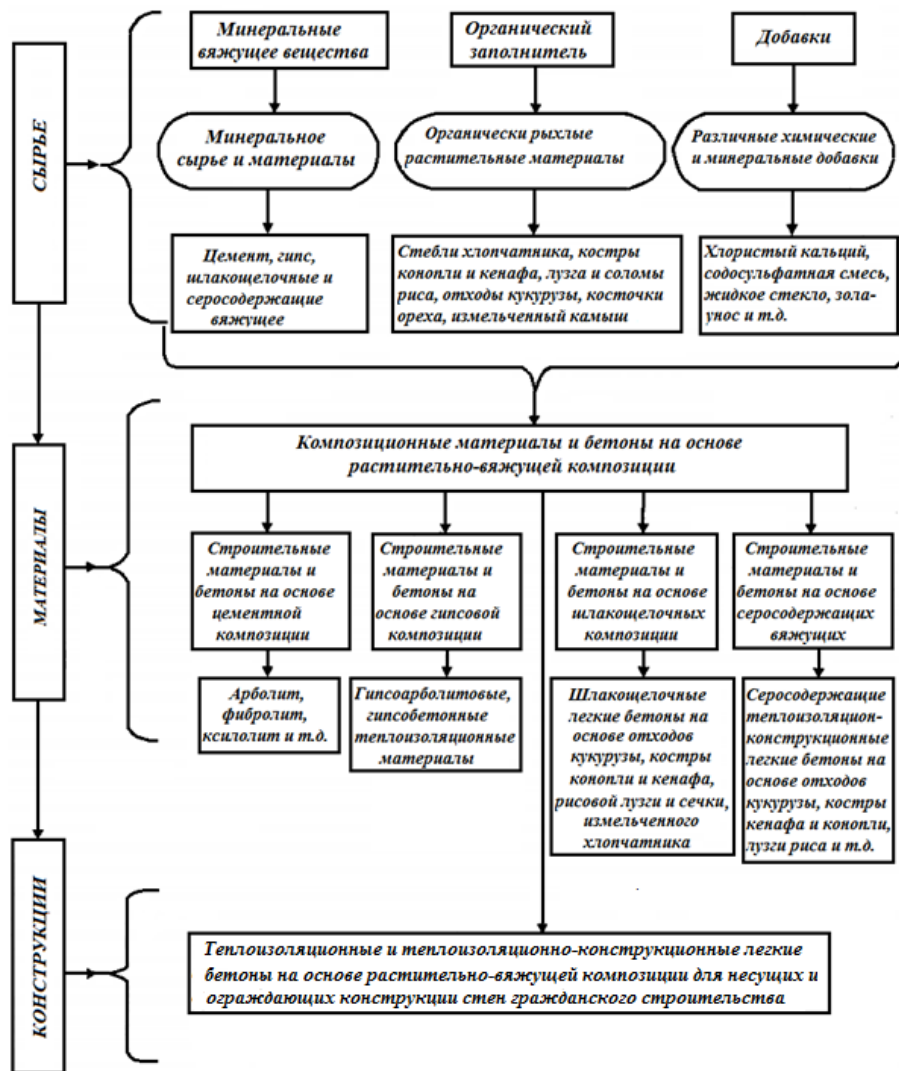 СЫРЬЕ
Минеральные
вяжущее вещества
Органический
заполнитель
Добавки
Минеральное
сырье и материалы
Органически рыхлые
растительные материалы
Различные химические
и минеральные добавки
Цемент, гипс,
шлакощелочные и
серосодержащие
вяжущее
Стебли хлопчатника, костры
конопли и кенафа, лузга и соломы
риса, отходы кукурузы, косточки
ореха, измельченный камыш
Хлористый кальций,
содосульфатная смесь,
жидкое стекло, зола-
унос и т.д.
МАТЕРИАЛЫ
Композиционные материалы и бетоны на основе
растительно-вяжущей композиции
Строительные
материалы и
бетоны на основе
цементной
композиции
Строительные
материалы и
бетоны на
основе гипсовой
композиции
Строительные
материалы и
бетоны на основе
шлакощелочных
композиции
Строительные
материалы и
бетоны на основе
серосодержащих
вяжущих
Арболит,
фибролит,
ксилолит и т.д.
Гипсоарболитовые,
гипсобетонные
теплоизоляционные
материалы
Шлакощелочные
легкие бетоны на
основе отходов
кукурузы, костры
конопли и кенафа,
рисовой лузги и сечки,
измельченного
хлопчатника
Серосодержащие
теплоизоляцион-
конструкционные
легкие бетоны на
основе отходов
кукурузы, костры
кенафа и конопли,
лузги риса и т.д.
КОНСТРУКЦИИ
Теплоизоляционные и теплоизоляционно-конструкционные легкие
бетоны на основе растительно-вяжущей композиции для несущих и
ограждающих конструкции стен гражданского строительства